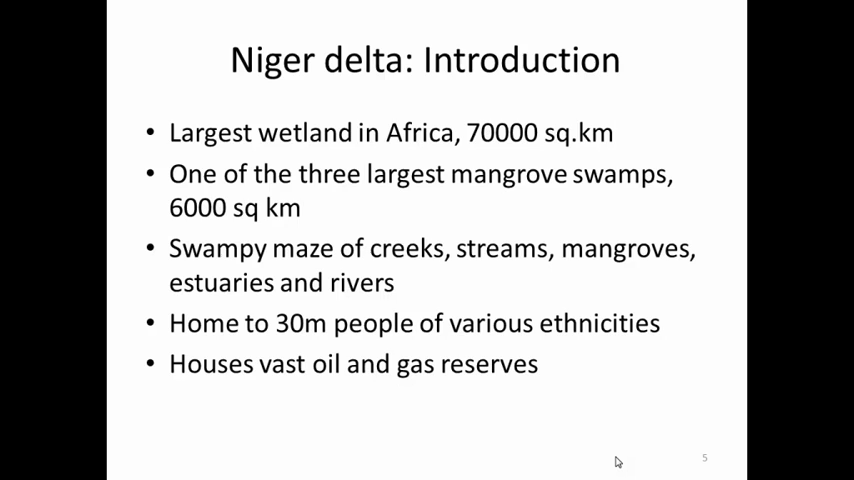 Niger delta: Introduction
• Largest wetland in Africa, 70000 sq.km
• One of the three largest mangrove swamps,
6000 sq km
• Swampy maze of creeks, streams, mangroves,
estuaries and rivers
• Home to 30m people of various ethnicities
• Houses vast oil and gas reserves
5